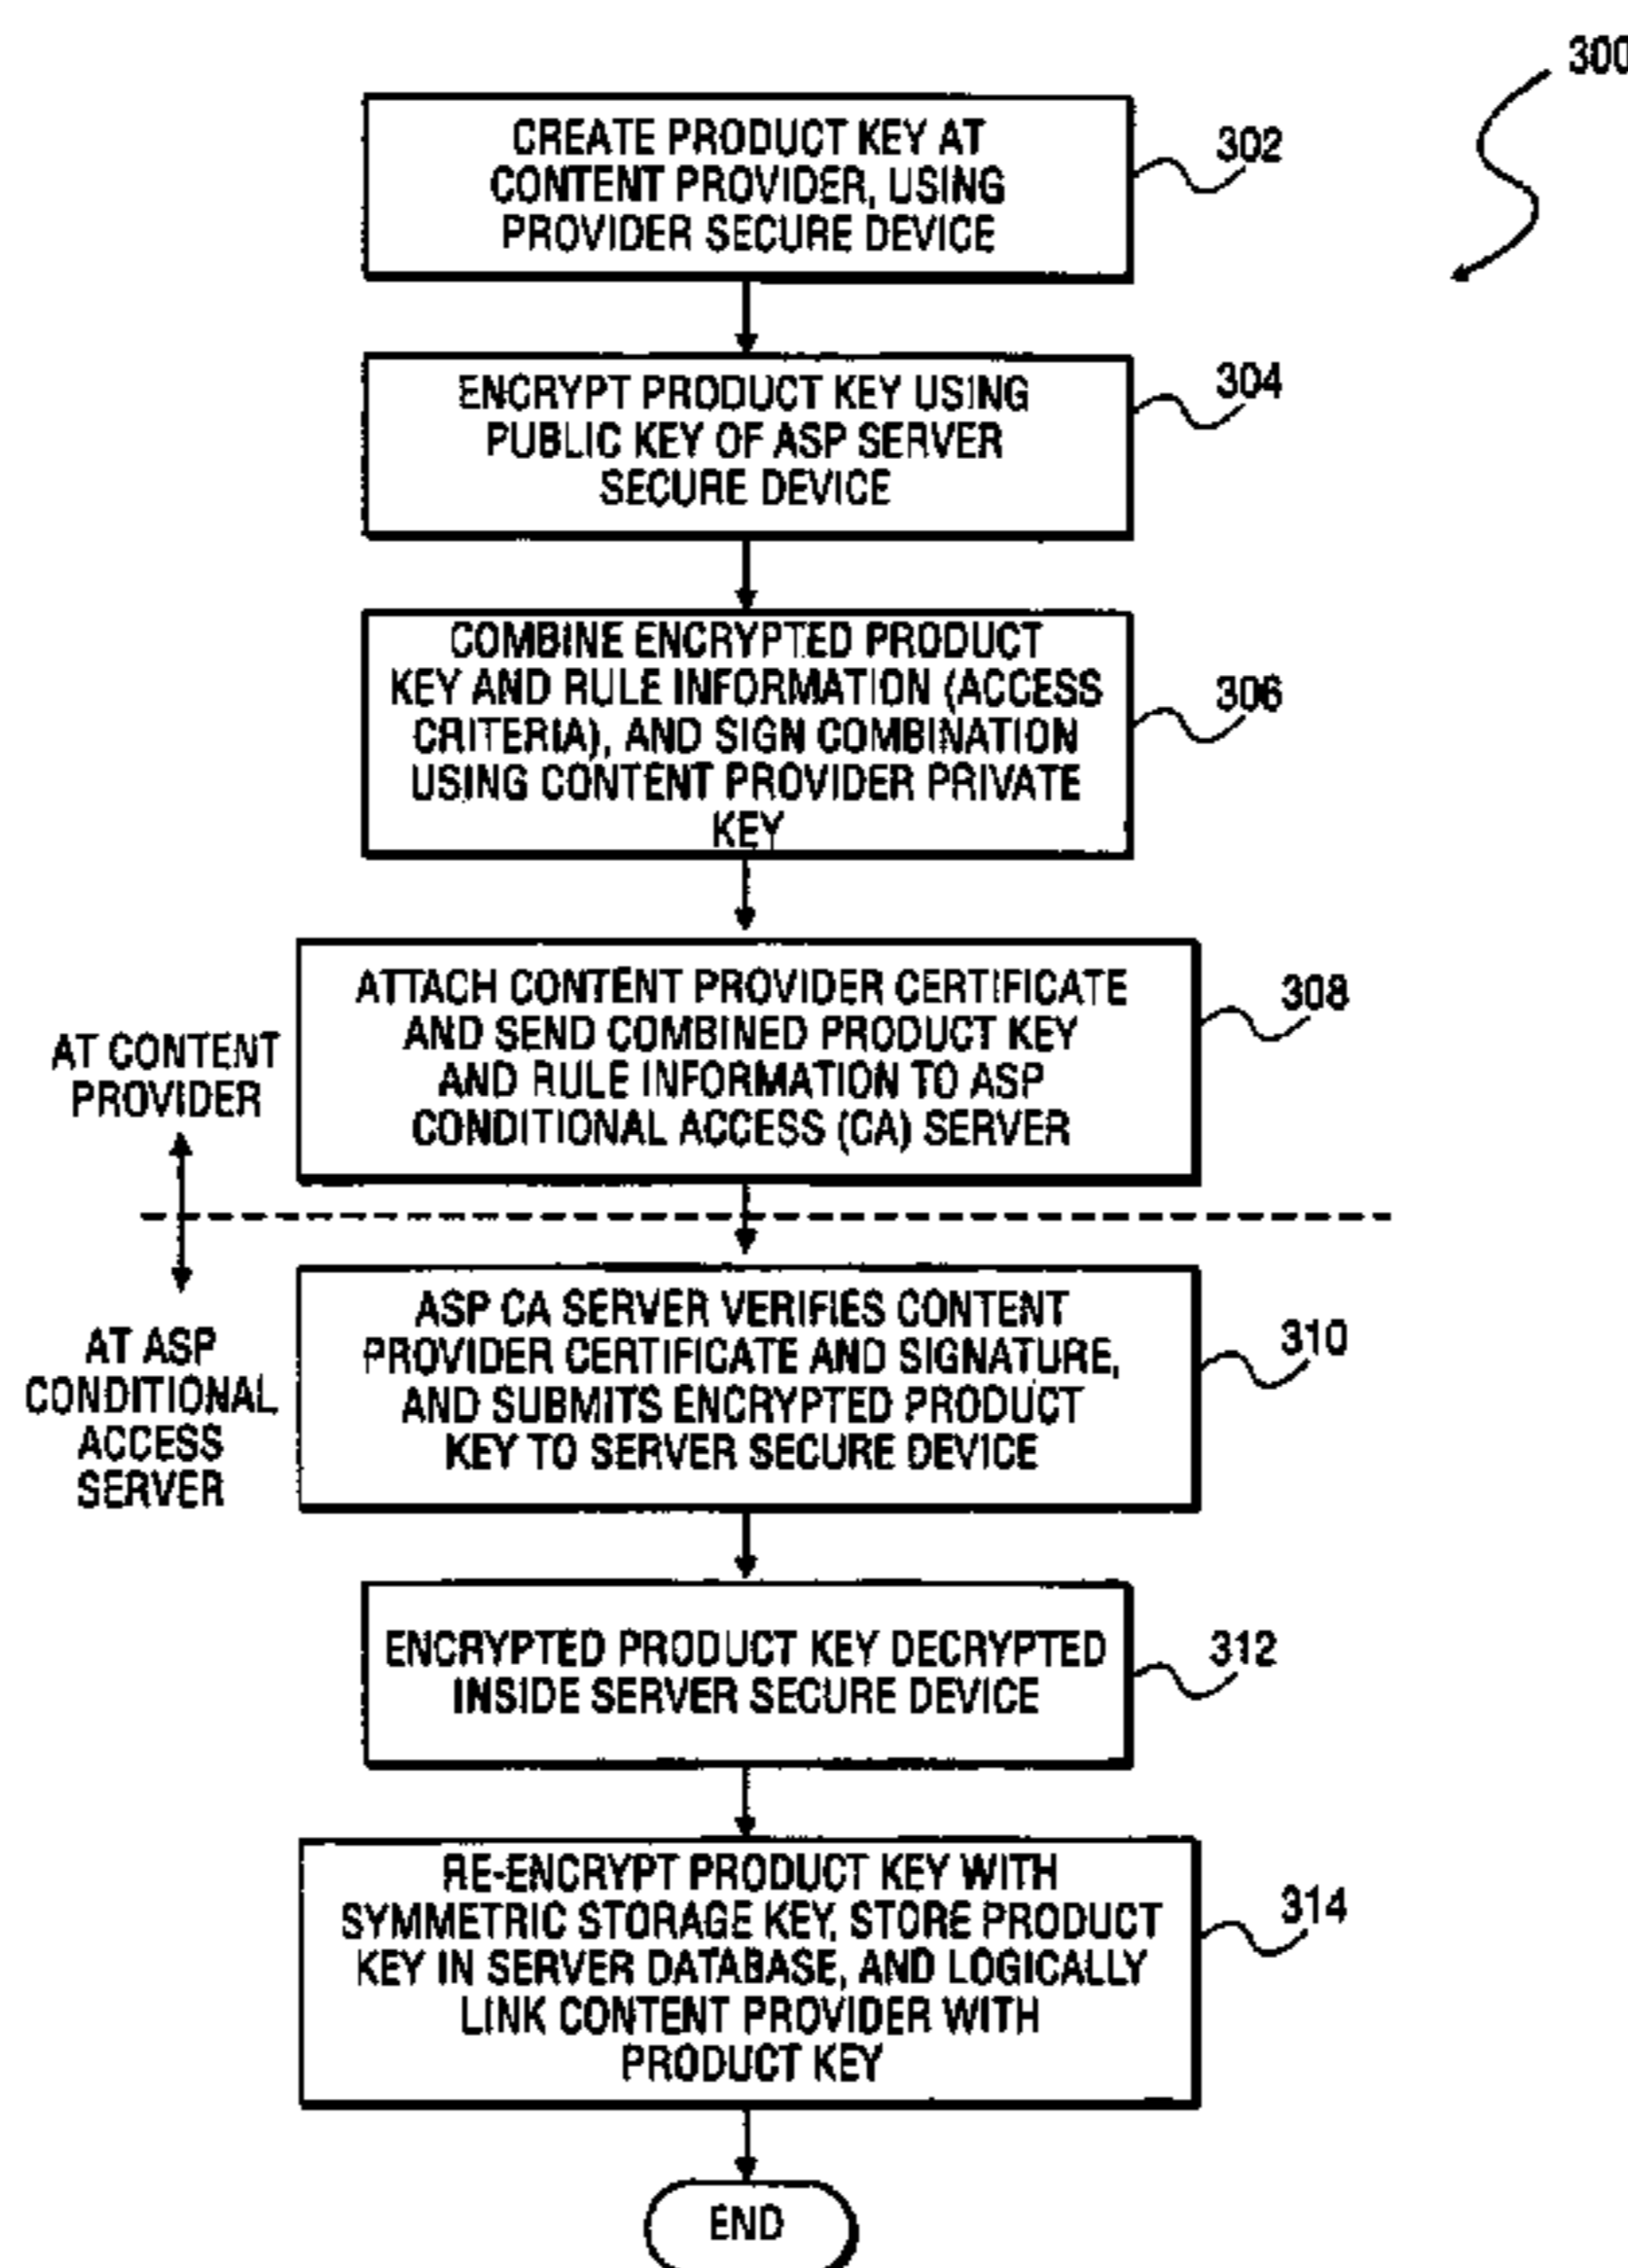 300
CREATE PRODUCT KEY AT
CONTENT PROVIDER, USING
PROVIDER SECURE DEVICE
302
ENCRYPT PRODUCT KEY USING
PUBLIC KEY OF ASP SERVER
SECURE DEVICE
304
COMBINE ENCRYPTED PRODUCT
KEY AND RULE INFORMATION (ACCESS
CRITERIA), AND SIGN COMBINATION
USING CONTENT PROVIDER PRIVATE
KEY
306
ATTACH CONTENT PROVIDER CERTIFICATE
AND SEND COMBINED PRODUCT KEY
AND RULE INFORMATION TO ASP
CONDITIONAL ACCESS (CA) SERVER
308
AT CONTENT
PROVIDER
AT ASP
CONDITIONAL
ACCESS
SERVER
ASP CA SERVER VERIFIES CONTENT
PROVIDER CERTIFICATE AND SIGNATURE,
AND SUBMITS ENCRYPTED PRODUCT
KEY TO SERVER SECURE DEVICE
310
ENCRYPTED PRODUCT KEY DECRYPTED
INSIDE SERVER SECURE DEVICE
312
RE-ENCRYPT PRODUCT KEY WITH
SYMMETRIC STORAGE KEY, STORE PRODUCT
KEY IN SERVER DATABASE, AND LOGICALLY
LINK CONTENT PROVIDER WITH
PRODUCT KEY
314
END